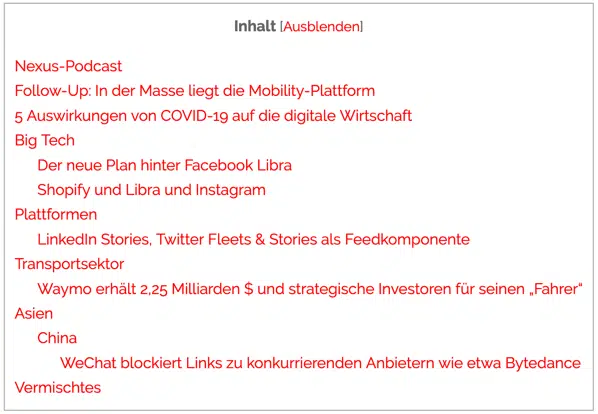 Inhalt [Ausblenden]
Nexus-Podcast
Follow-Up: In der Masse liegt die Mobility-Plattform
5 Auswirkungen von COVID-19 auf die digitale Wirtschaft
Big Tech
Der neue Plan hinter Facebook Libra
Shopify und Libra und Instagram
Plattformen
LinkedIn Stories, Twitter Fleets & Stories als Feedkomponente
Transportsektor
Waymo erhält 2,25 Milliarden $ und strategische Investoren für seinen „Fahrer“
Asien
China
WeChat blockiert Links zu konkurrierenden Anbietern wie etwa Bytedance
Vermischtes